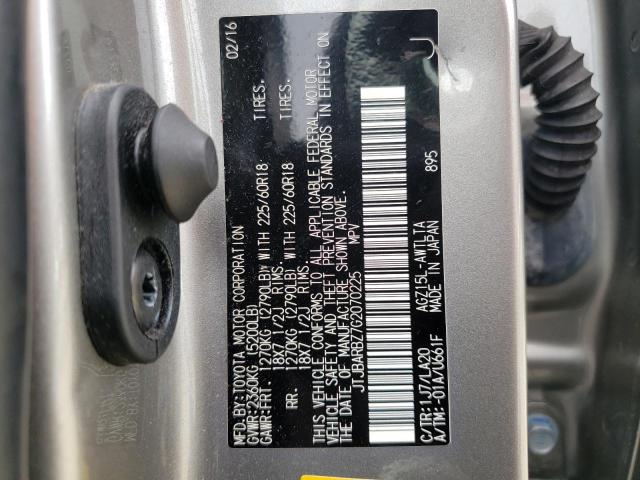 MFD.BY:TOYOTA MOTOR CORPORATION 02/16
GVWR:2360KG (5200LB)
GAWR:FRT. 1270KG (2790LB) WITH 225/60R18 TIRES.
18X7 1/2J RIMS.
RR. 1270KG (2790LB) WITH 225/60R18 TIRES.
18X7 1/2J RIMS.
THIS VEHICLE CONFORMS TO ALL APPLICABLE FEDERAL MOTOR
VEHICLE SAFETY AND THEFT PREVENTION STANDARDS IN EFFECT ON
THE DATE OF MANUFACTURE SHOWN ABOVE.
JTJBARBZ7G2070225 MPV
C/TR:1J7/LA20 AGZ15L-AWTLTA 895
A/TM:-01A/U661F MADE IN JAPAN
J